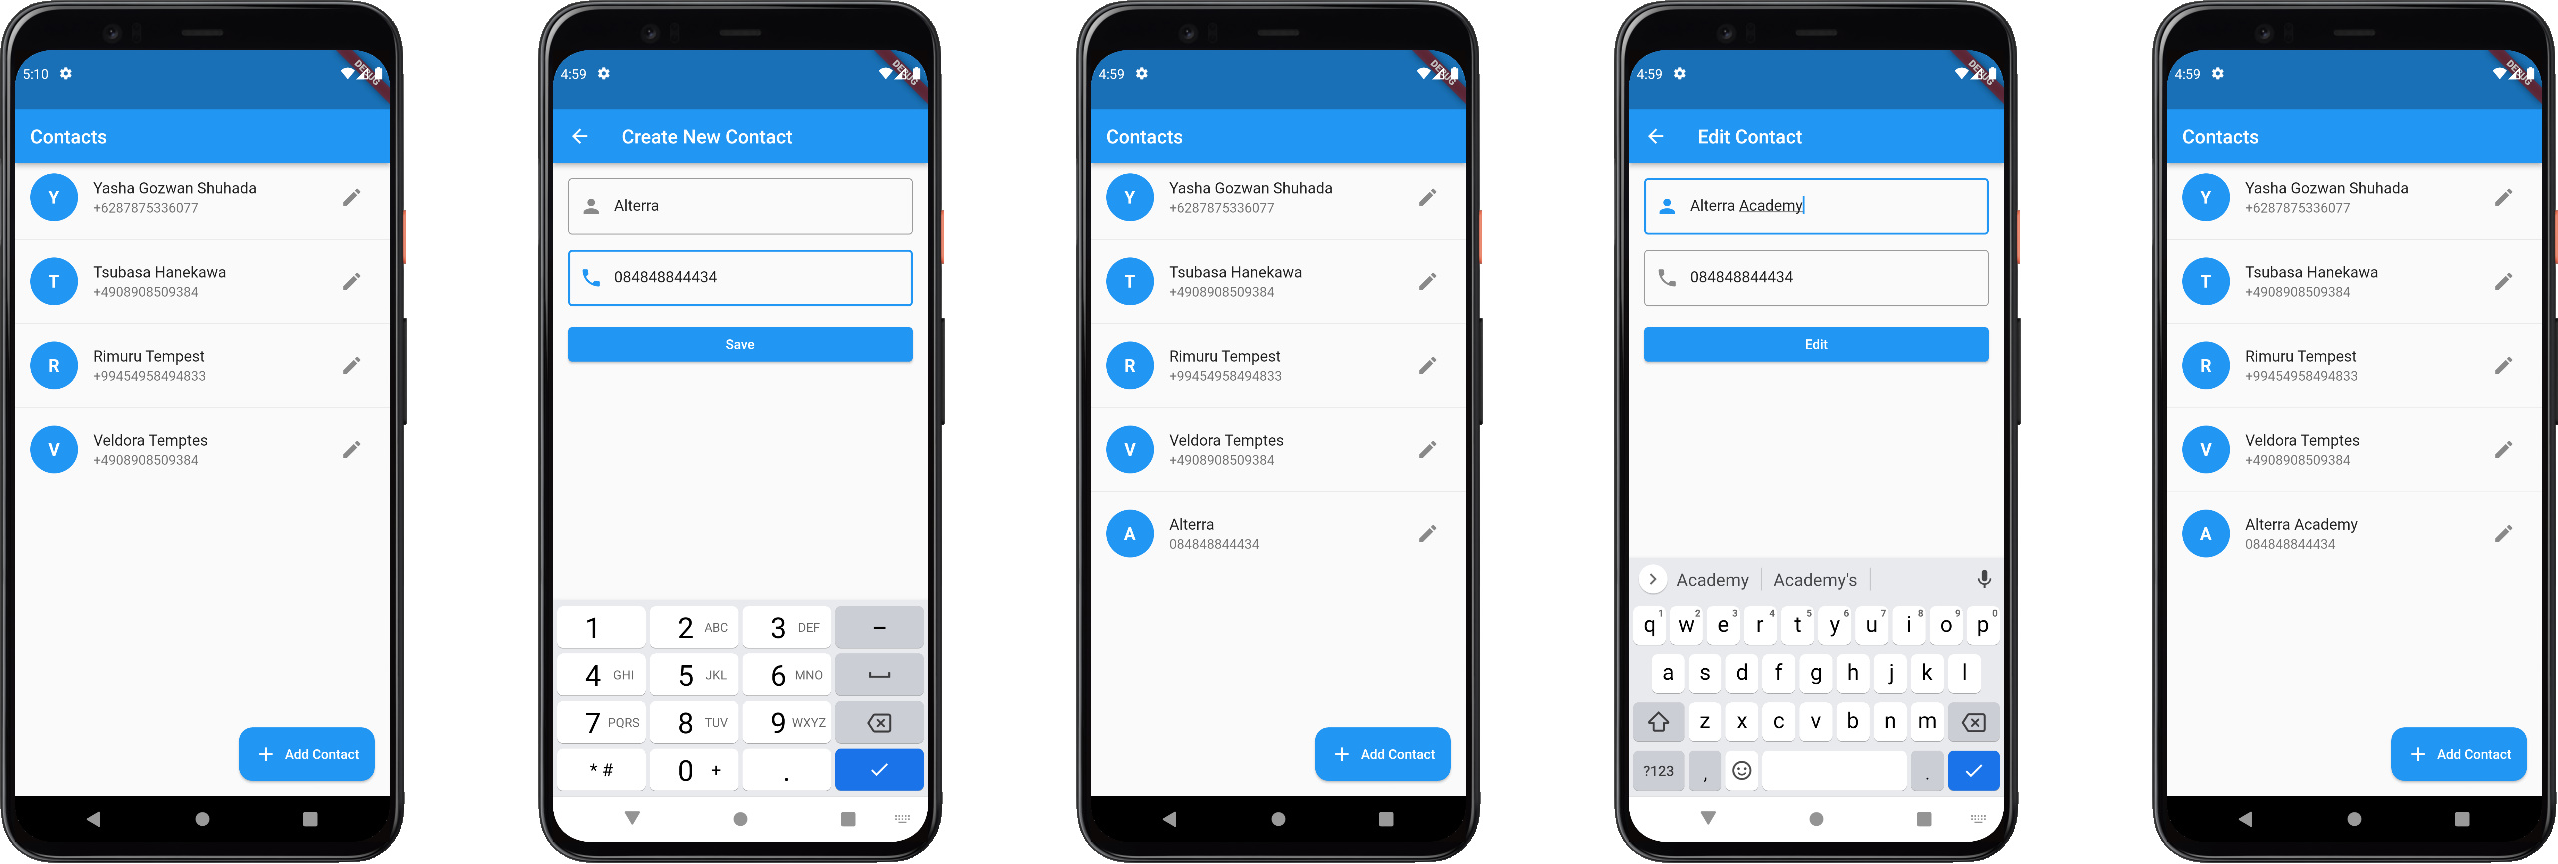 5:10
DEBUG
Contacts
Y
Yasha Gozwan Shuhada
+6287875336077
T
Tsubasa Hanekawa
+4908908509384
R
Rimuru Tempest
+99454958494833
V
Veldora Temptes
+4908908509384
+ Add Contact
4:59
DEBUG
Create New Contact
Alterra
084848844434
Save
1 2 ABC 3 DEF –
4 GHI 5 JKL 6 MNO
7 PQRS 8 TUV 9 WXYZ
* # 0 + .
4:59
DEBUG
Contacts
Y
Yasha Gozwan Shuhada
+6287875336077
T
Tsubasa Hanekawa
+4908908509384
R
Rimuru Tempest
+99454958494833
V
Veldora Temptes
+4908908509384
A
Alterra
084848844434
+ Add Contact
4:59
DEBUG
Edit Contact
Alterra Academy
084848844434
Edit
Academy Academy's
q 1 w 2 e 3 r 4 t 5 y 6 u 7 i 8 o 9 p 0
a s d f g h j k l
z x c v b n m
?123 , .
4:59
DEBUG
Contacts
Y
Yasha Gozwan Shuhada
+6287875336077
T
Tsubasa Hanekawa
+4908908509384
R
Rimuru Tempest
+99454958494833
V
Veldora Temptes
+4908908509384
A
Alterra Academy
084848844434
+ Add Contact